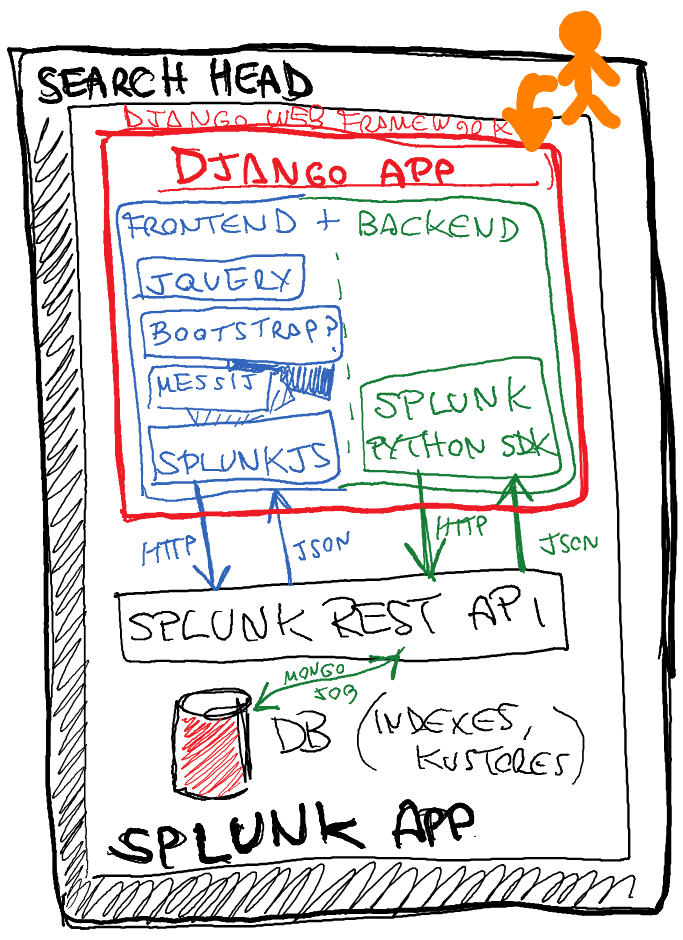 SEARCH HEAD
DJANGO WEB FRAMEWORK
DJANGO APP
FRONTEND + BACKEND
JQUERY
BOOTSTRAP?
MESSIJ
SPLUNKJS
SPLUNK
PYTHON SDK
HTTP
JSON
HTTP
JSON
SPLUNK REST API
MONGO
DB (INDEXES,
KVSTORES)
SPLUNK APP